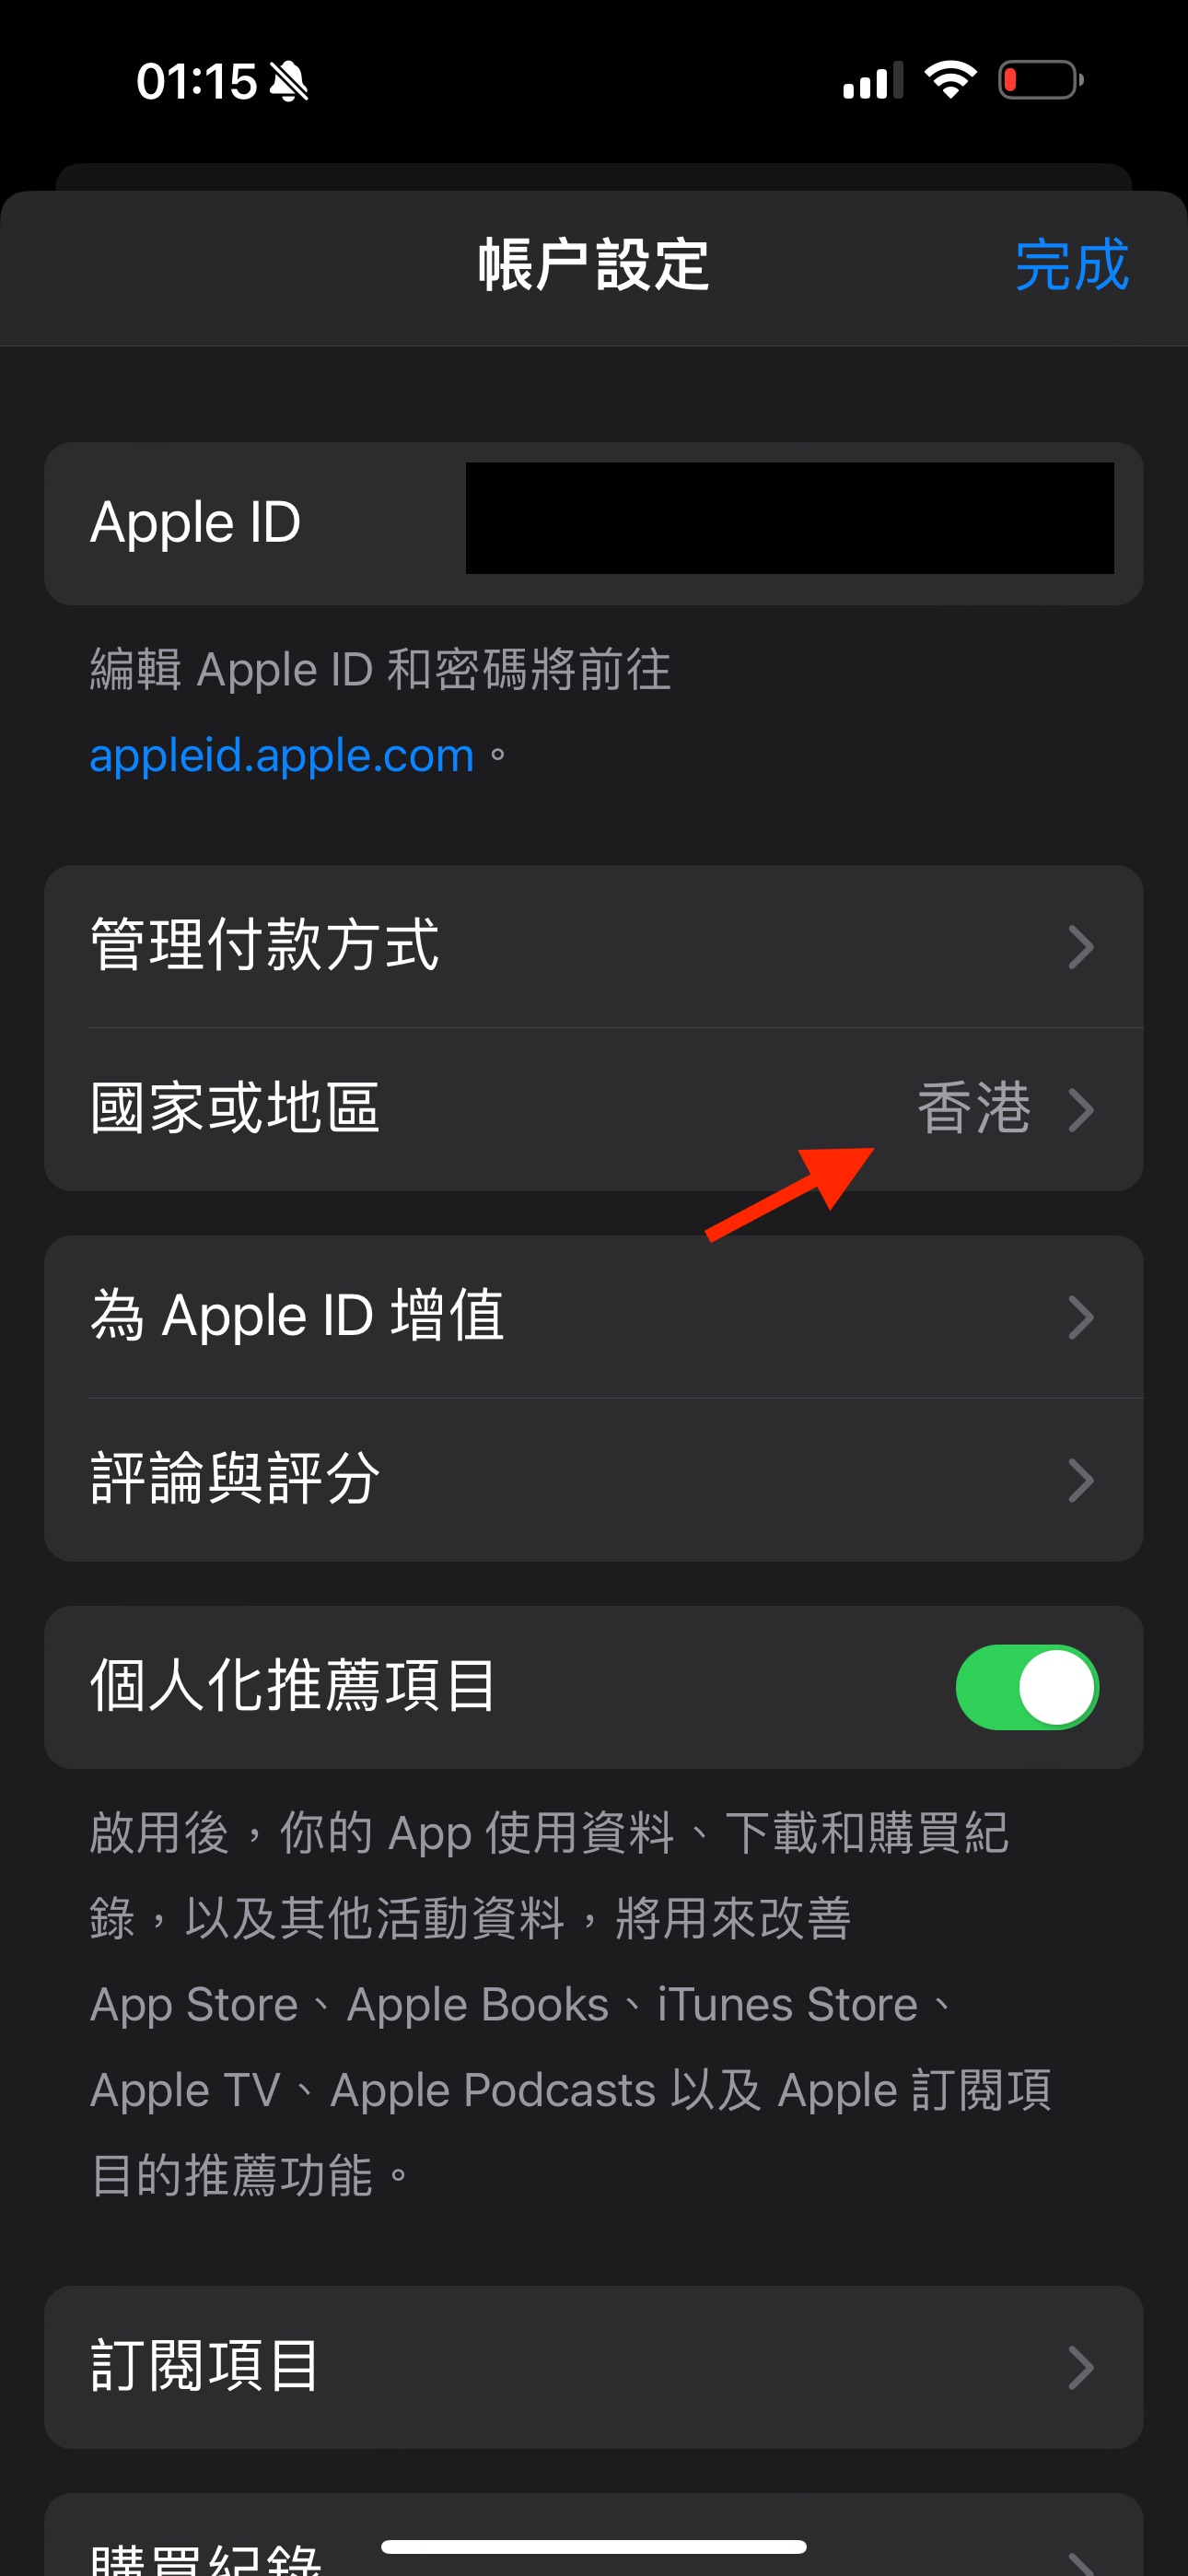 01:15
帳户設定
完成
Apple ID
編輯 Apple ID 和密碼將前往
appleid.apple.com。
管理付款方式
國家或地區 香港
為 Apple ID 增值
評論與評分
個人化推薦項目
啟用後，你的 App 使用資料、下載和購買紀
錄，以及其他活動資料，將用來改善
App Store、Apple Books、iTunes Store、
Apple TV、Apple Podcasts 以及 Apple 訂閱項
目的推薦功能。
訂閱項目
購買紀錄